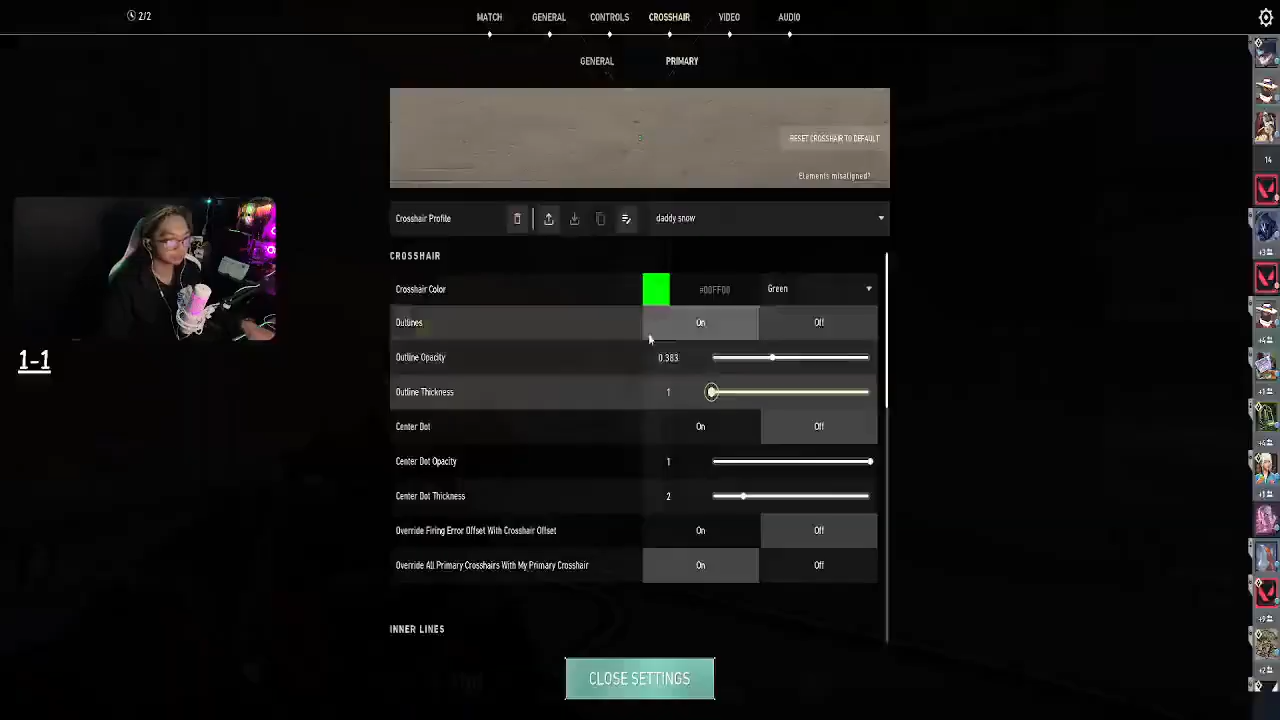 2/2
MATCH GENERAL CONTROLS CROSSHAIR VIDEO AUDIO
GENERAL PRIMARY
RESET CROSSHAIR TO DEFAULT
Elements misaligned?
Crosshair Profile daddy snow
CROSSHAIR
Crosshair Color #00FF00 Green
Outlines On Off
Outline Opacity 0.383
Outline Thickness 1
Center Dot On Off
Center Dot Opacity 1
Center Dot Thickness 2
Override Firing Error Offset With Crosshair Offset On Off
Override All Primary Crosshairs With My Primary Crosshair On Off
INNER LINES
CLOSE SETTINGS
1-1
14